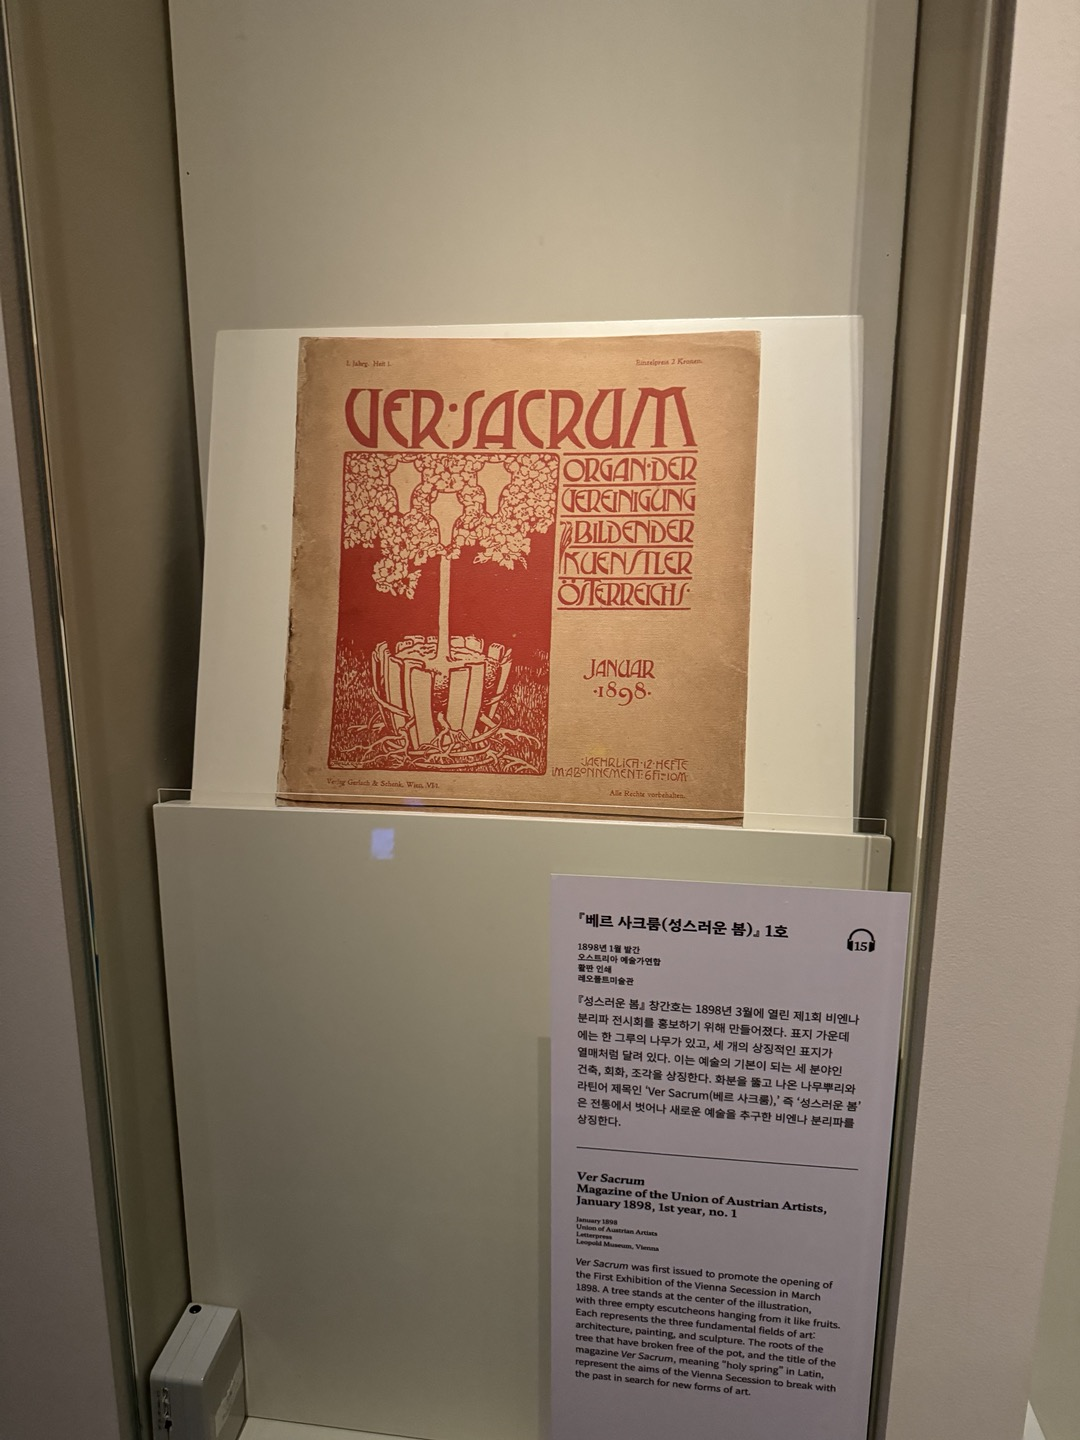 I. Jahrg. Heft 1.
Einzelpreis 2 Kronen.
VER·SACRUM
ORGAN·DER
VEREINIGUNG
BILDENDER
KUENSTLER
ÖSTERREICHS·
JANUAR
·1898·
JAEHRLICH·12·HEFTE
IM·ABONNEMENT:6Fl=10M
Verlag Gerlach & Schenk, Wien, VI/1.
Alle Rechte vorbehalten.
『베르 사크룸(성스러운 봄)』 1호
15
1898년 1월 발간
오스트리아 예술가연합
활판 인쇄
레오폴트미술관
『성스러운 봄』 창간호는 1898년 3월에 열린 제1회 비엔나
분리파 전시회를 홍보하기 위해 만들어졌다. 표지 가운데
에는 한 그루의 나무가 있고, 세 개의 상징적인 표지가
열매처럼 달려 있다. 이는 예술의 기본이 되는 세 분야인
건축, 회화, 조각을 상징한다. 화분을 뚫고 나온 나무뿌리와
라틴어 제목인 ‘Ver Sacrum(베르 사크룸),’ 즉 ‘성스러운 봄’
은 전통에서 벗어나 새로운 예술을 추구한 비엔나 분리파를
상징한다.
Ver Sacrum
Magazine of the Union of Austrian Artists,
January 1898, 1st year, no. 1
January 1898
Union of Austrian Artists
Letterpress
Leopold Museum, Vienna
Ver Sacrum was first issued to promote the opening of
the First Exhibition of the Vienna Secession in March
1898. A tree stands at the center of the illustration,
with three empty escutcheons hanging from it like fruits.
Each represents the three fundamental fields of art:
architecture, painting, and sculpture. The roots of the
tree that have broken free of the pot, and the title of the
magazine Ver Sacrum, meaning “holy spring” in Latin,
represent the aims of the Vienna Secession to break with
the past in search for new forms of art.